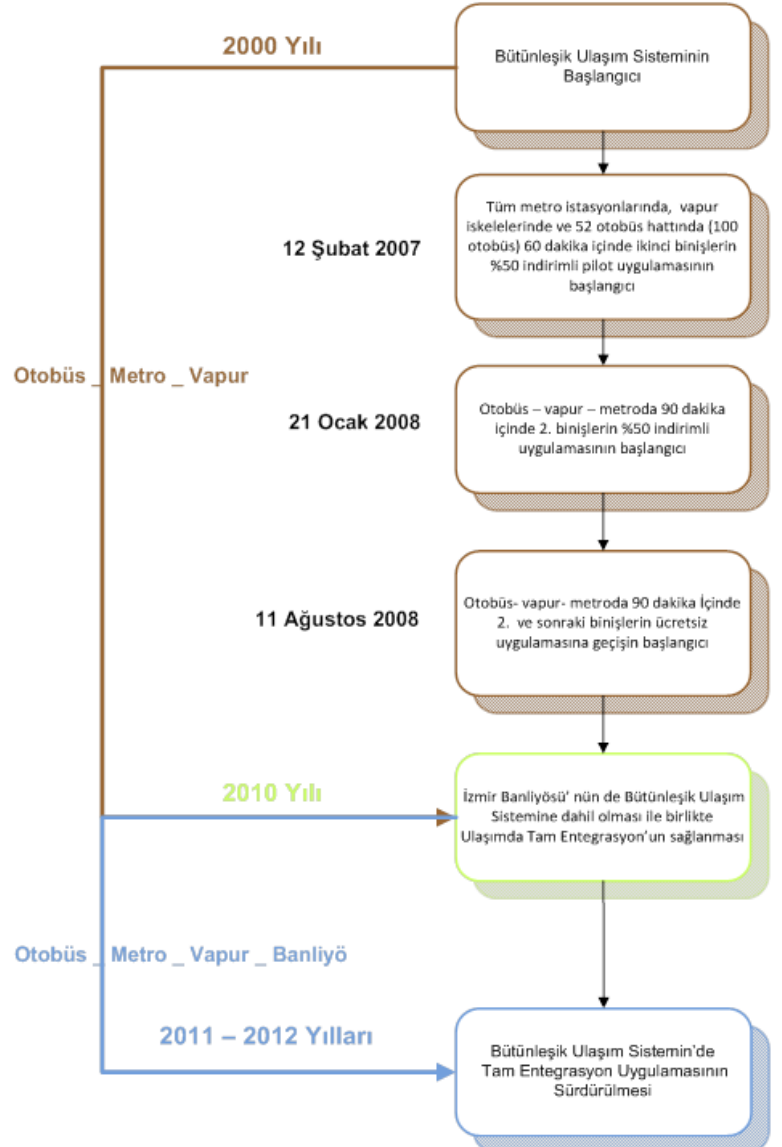 2000 Yılı
Bütünleşik Ulaşım Sisteminin
Başlangıcı
12 Şubat 2007
Tüm metro istasyonlarında, vapur
iskelelerinde ve 52 otobüs hattında (100
otobüs) 60 dakika içinde ikinci binişlerin
%50 indirimli pilot uygulamasının
başlangıcı
Otobüs _ Metro _ Vapur
21 Ocak 2008
Otobüs – vapur – metroda 90 dakika
içinde 2. binişlerin %50 indirimli
uygulamasının başlangıcı
11 Ağustos 2008
Otobüs- vapur- metroda 90 dakika İçinde
2. ve sonraki binişlerin ücretsiz
uygulamasına geçişin başlangıcı
2010 Yılı
İzmir Banliyösü' nün de Bütünleşik Ulaşım
Sistemine dahil olması ile birlikte
Ulaşımda Tam Entegrasyon'un sağlanması
Otobüs _ Metro _ Vapur _ Banliyö
2011 – 2012 Yılları
Bütünleşik Ulaşım Sistemin'de
Tam Entegrasyon Uygulamasının
Sürdürülmesi